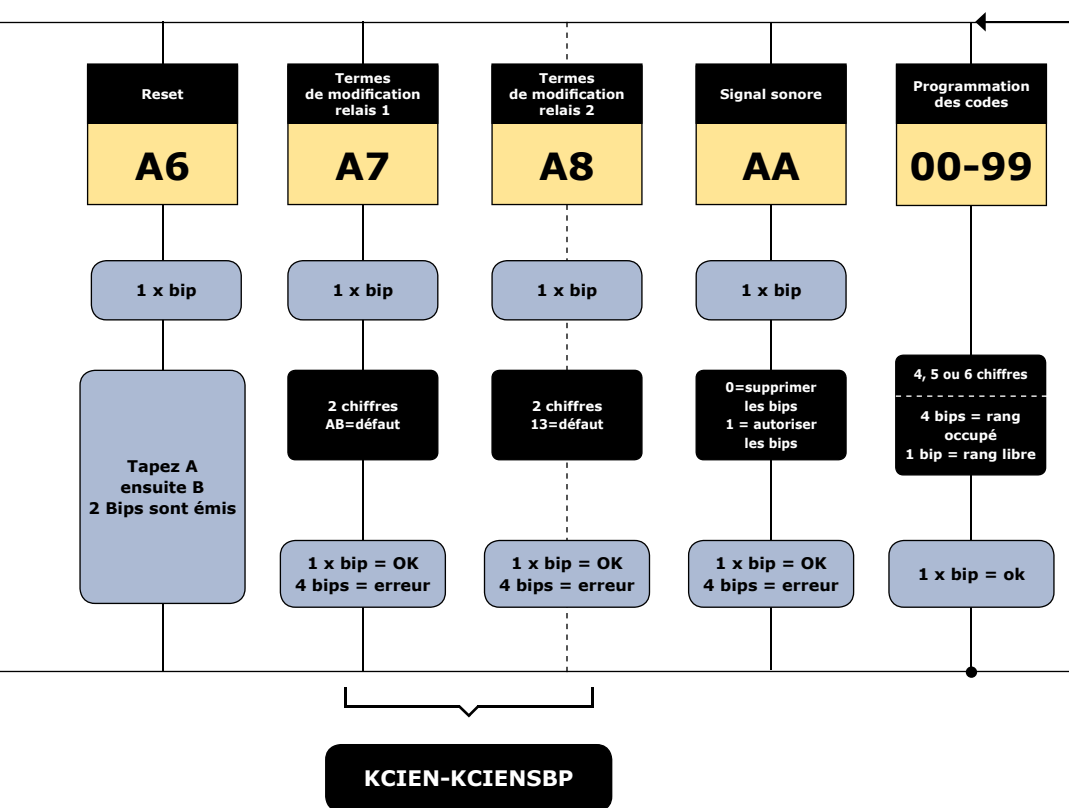 Reset
A6
1 x bip
Tapez A
ensuite B
2 Bips sont émis
Termes
de modification
relais 1
A7
1 x bip
2 chiffres
AB=défaut
1 x bip = OK
4 bips = erreur
Termes
de modification
relais 2
A8
1 x bip
2 chiffres
13=défaut
1 x bip = OK
4 bips = erreur
Signal sonore
AA
1 x bip
0=supprimer
les bips
1 = autoriser
les bips
1 x bip = OK
4 bips = erreur
Programmation
des codes
00-99
4, 5 ou 6 chiffres
4 bips = rang
occupé
1 bip = rang libre
1 x bip = ok
KCIEN-KCIENSBP